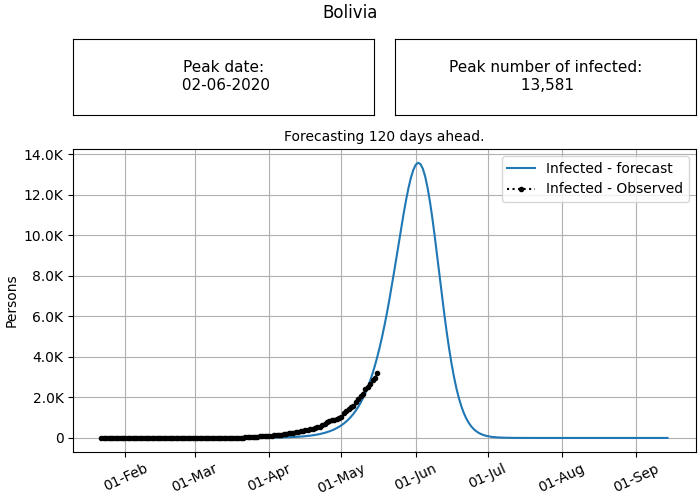 Bolivia
Peak date:
02-06-2020
Peak number of infected:
13,581
Forecasting 120 days ahead.
14.0K
12.0K
10.0K
8.0K
6.0K
4.0K
2.0K
0
Persons
Infected - forecast
Infected - Observed
01-Feb
01-Mar
01-Apr
01-May
01-Jun
01-Jul
01-Aug
01-Sep